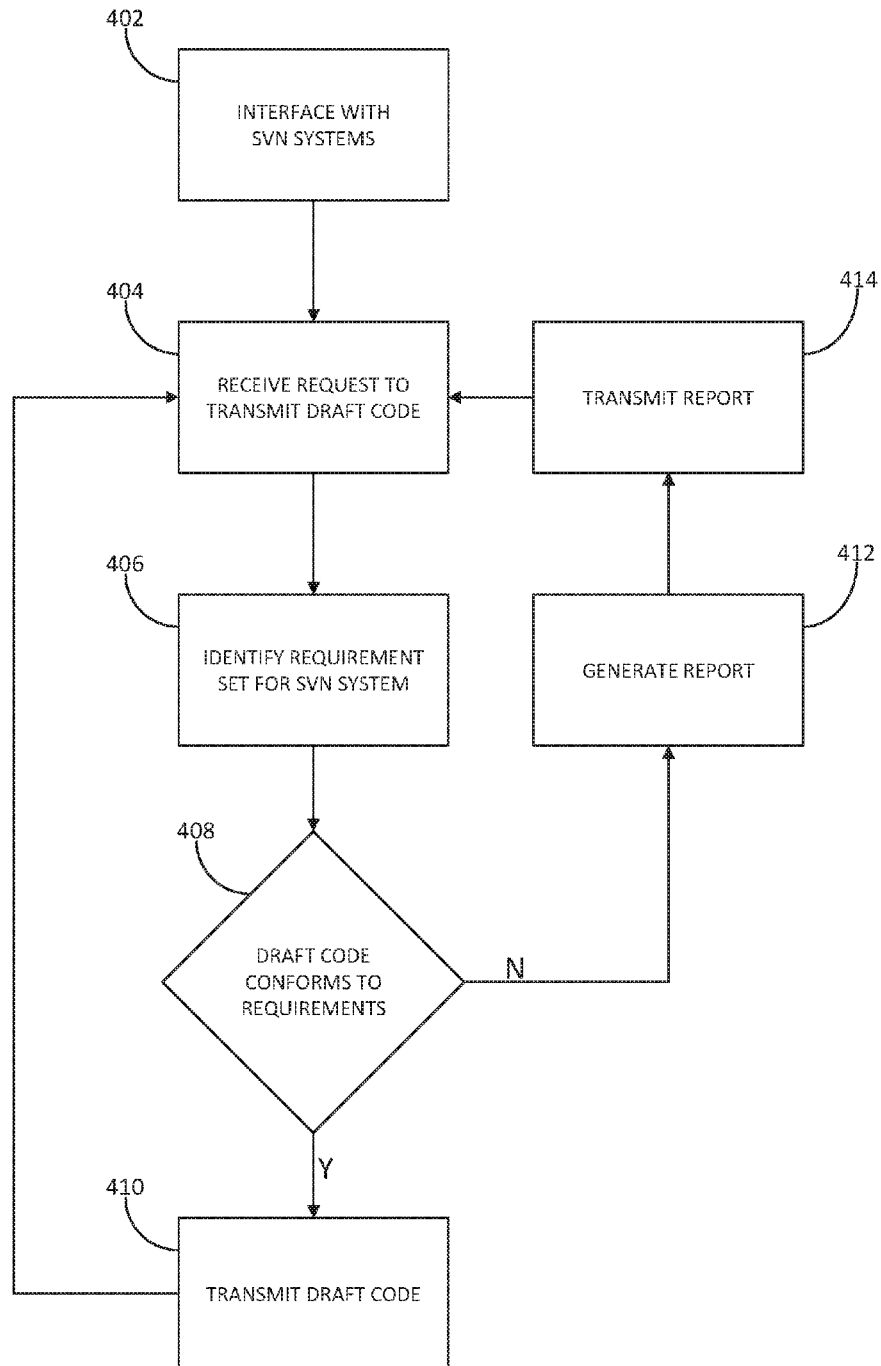 402
INTERFACE WITH
SVN SYSTEMS
404
RECEIVE REQUEST TO
TRANSMIT DRAFT CODE
414
TRANSMIT REPORT
406
IDENTIFY REQUIREMENT
SET FOR SVN SYSTEM
412
GENERATE REPORT
408
DRAFT CODE
CONFORMS TO
REQUIREMENTS
N
Y
410
TRANSMIT DRAFT CODE